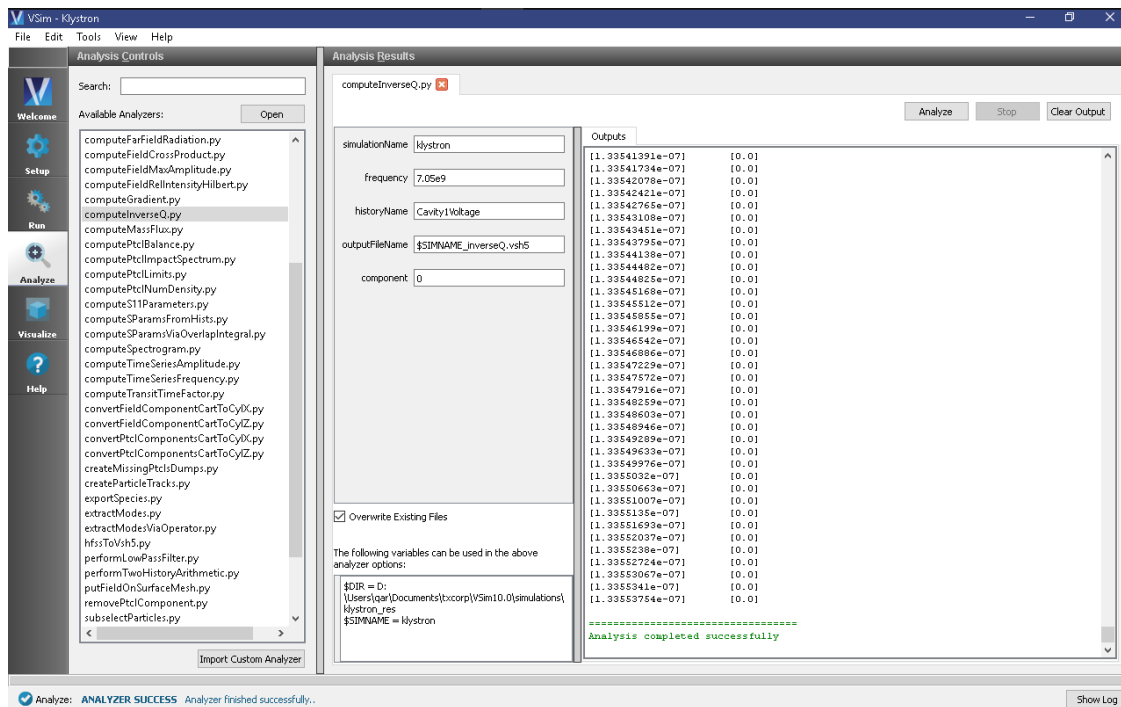 VSim - Klystron
File Edit Tools View Help
Analysis Controls
Search:
Available Analyzers:
Open
computeFarFieldRadiation.py
computeFieldCrossProduct.py
computeFieldMaxAmplitude.py
computeFieldRelIntensityHilbert.py
computeGradient.py
computeInverseQ.py
computeMassFlux.py
computePtclBalance.py
computePtclImpactSpectrum.py
computePtclLimits.py
computePtclNumDensity.py
computeS11Parameters.py
computeSParamsFromHists.py
computeSParamsViaOverlapIntegral.py
computeSpectrogram.py
computeTimeSeriesAmplitude.py
computeTimeSeriesFrequency.py
computeTransitTimeFactor.py
convertFieldComponentCartToCylX.py
convertFieldComponentCartToCylZ.py
convertPtclComponentsCartToCylX.py
convertPtclComponentsCartToCylZ.py
createMissingPtclsDumps.py
createParticleTracks.py
exportSpecies.py
extractModes.py
extractModesViaOperator.py
hfssToVsh5.py
performLowPassFilter.py
performTwoHistoryArithmetic.py
putFieldOnSurfaceMesh.py
removePtclComponent.py
subselectParticles.py
Import Custom Analyzer
Welcome
Setup
Run
Analyze
Visualize
Help
Analysis Results
computeInverseQ.py
Analyze Stop Clear Output
simulationName klystron
frequency 7.05e9
historyName Cavity1Voltage
outputFileName $SIMNAME_inverseQ.vsh5
component 0
Overwrite Existing Files
The following variables can be used in the above
analyzer options:
$DIR = D:
\Users\qar\Documents\txcorp\VSim10.0\simulations\
klystron_res
$SIMNAME = klystron
Outputs
[1.33541391e-07] [0.0]
[1.33541734e-07] [0.0]
[1.33542078e-07] [0.0]
[1.33542421e-07] [0.0]
[1.33542765e-07] [0.0]
[1.33543108e-07] [0.0]
[1.33543451e-07] [0.0]
[1.33543795e-07] [0.0]
[1.33544138e-07] [0.0]
[1.33544482e-07] [0.0]
[1.33544825e-07] [0.0]
[1.33545168e-07] [0.0]
[1.33545512e-07] [0.0]
[1.33545855e-07] [0.0]
[1.33546199e-07] [0.0]
[1.33546542e-07] [0.0]
[1.33546886e-07] [0.0]
[1.33547229e-07] [0.0]
[1.33547572e-07] [0.0]
[1.33547916e-07] [0.0]
[1.33548259e-07] [0.0]
[1.33548603e-07] [0.0]
[1.33548946e-07] [0.0]
[1.33549289e-07] [0.0]
[1.33549633e-07] [0.0]
[1.33549976e-07] [0.0]
[1.3355032e-07] [0.0]
[1.33550663e-07] [0.0]
[1.33551007e-07] [0.0]
[1.3355135e-07] [0.0]
[1.33551693e-07] [0.0]
[1.33552037e-07] [0.0]
[1.3355238e-07] [0.0]
[1.33552724e-07] [0.0]
[1.33553067e-07] [0.0]
[1.3355341e-07] [0.0]
[1.33553754e-07] [0.0]
===================================
Analysis completed successfully
Analyze: ANALYZER SUCCESS Analyzer finished successfully..
Show Log